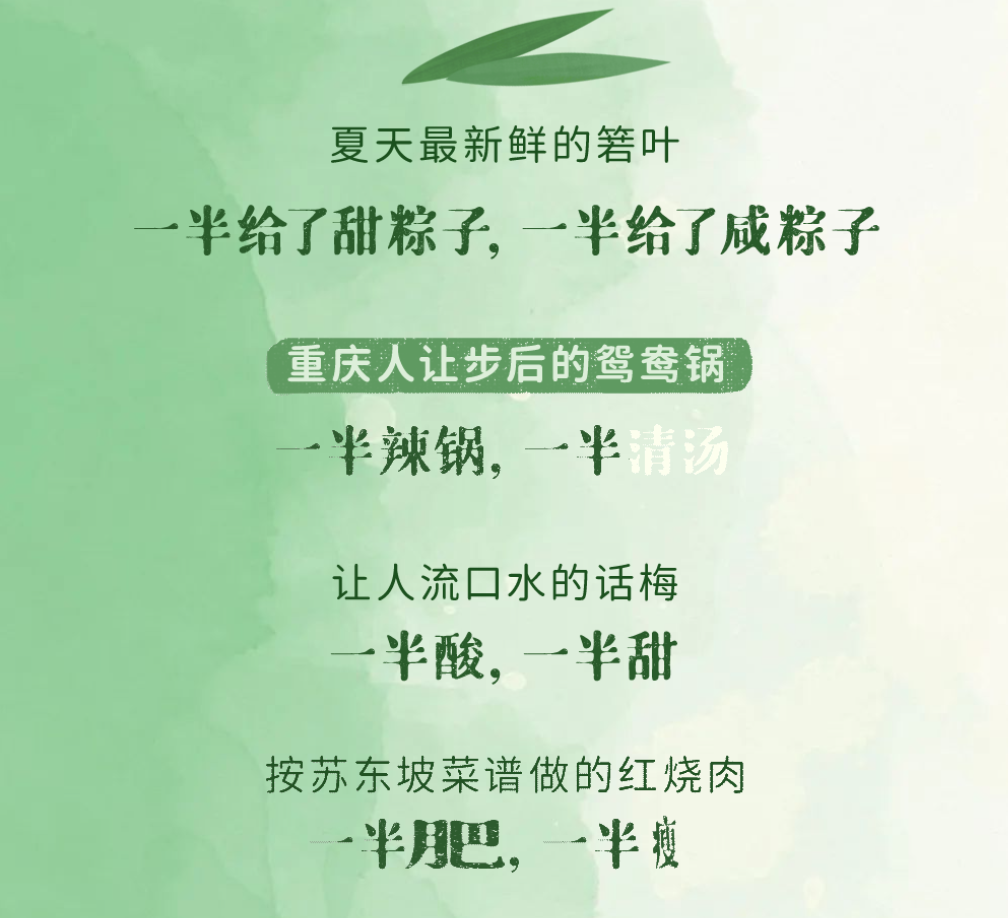 夏天最新鲜的箬叶
一半给了甜粽子, 一半给了咸粽子
重庆人让步后的鸳鸯锅
一半辣锅, 一半清汤
让人流口水的话梅
一半酸, 一半甜
按苏东坡菜谱做的红烧肉
一半肥, 一半瘦